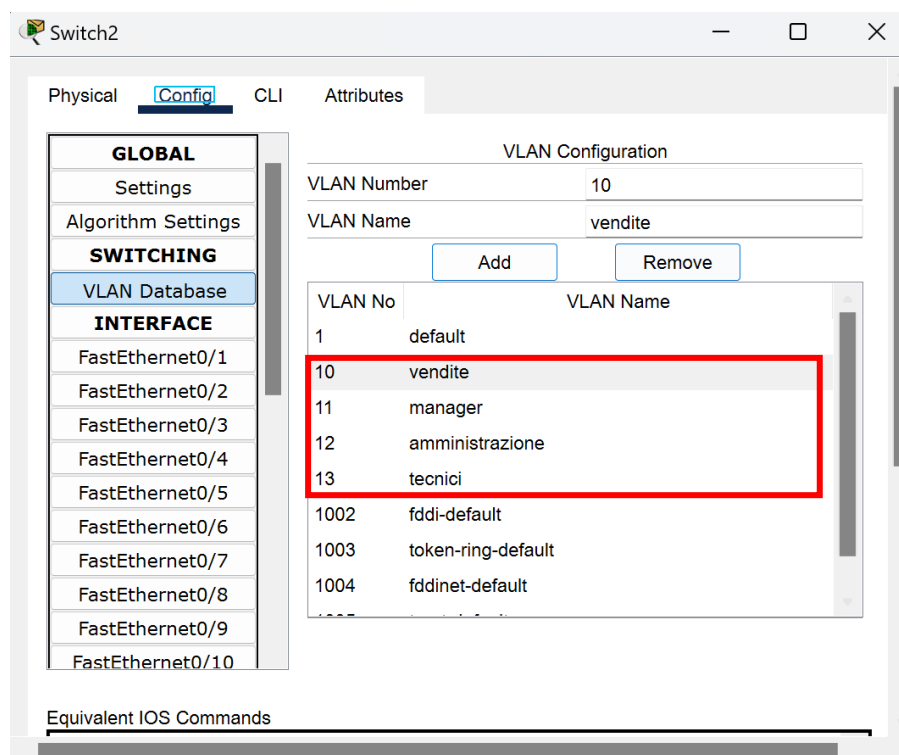 Switch2
Physical Config CLI Attributes
GLOBAL
Settings
Algorithm Settings
SWITCHING
VLAN Database
INTERFACE
FastEthernet0/1
FastEthernet0/2
FastEthernet0/3
FastEthernet0/4
FastEthernet0/5
FastEthernet0/6
FastEthernet0/7
FastEthernet0/8
FastEthernet0/9
FastEthernet0/10
VLAN Configuration
VLAN Number 10
VLAN Name vendite
Add Remove
VLAN No VLAN Name
1 default
10 vendite
11 manager
12 amministrazione
13 tecnici
1002 fddi-default
1003 token-ring-default
1004 fddinet-default
Equivalent IOS Commands